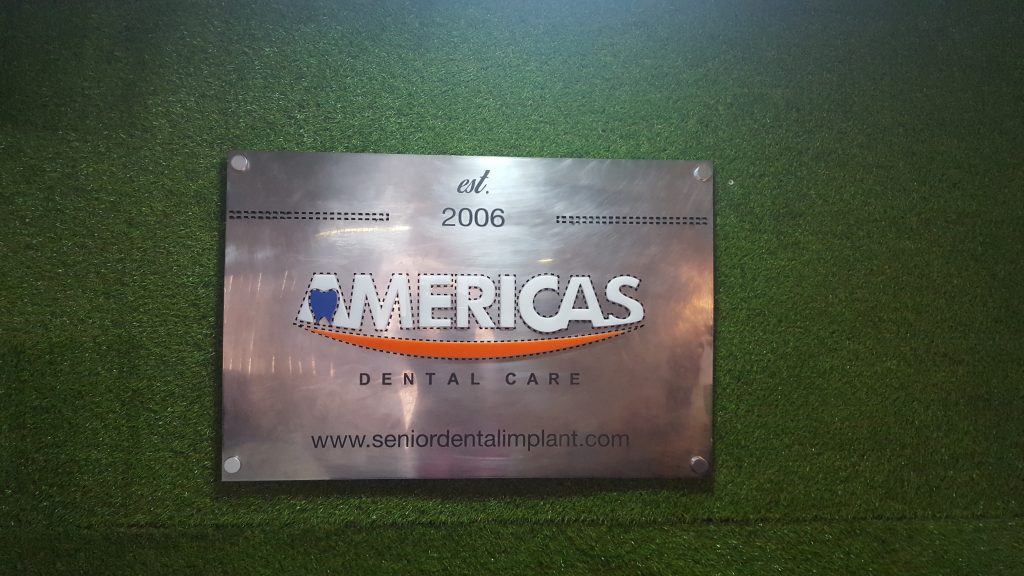 est.
2006
AMERICAS
DENTAL CARE
www.seniordentalimplant.com